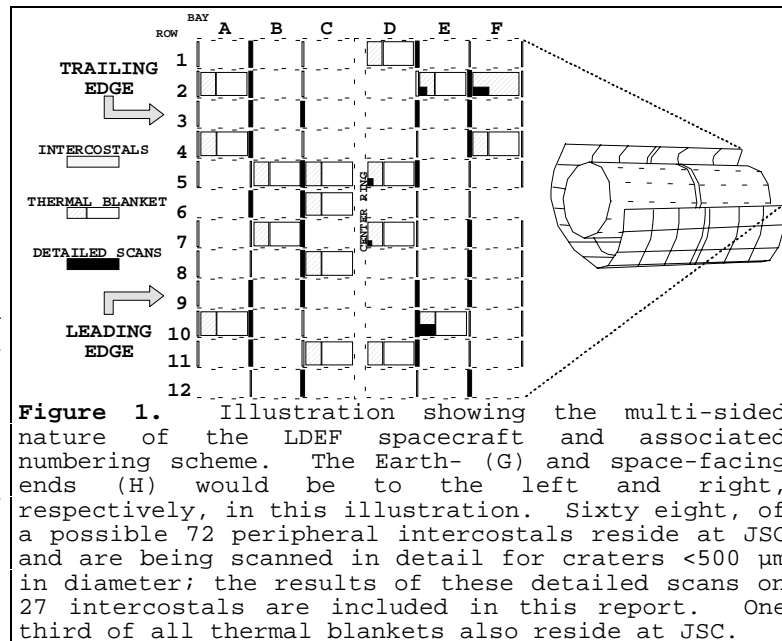 BAY
ROW A B C D E F
1
TRAILING
EDGE
2
3
4
INTERCOSTALS
5
THERMAL BLANKET
6
CENTER RING
7
DETAILED SCANS
8
9
LEADING
EDGE
10
11
12
Figure 1. Illustration showing the multi-sided
nature of the LDEF spacecraft and associated
numbering scheme. The Earth- (G) and space-facing
ends (H) would be to the left and right,
respectively, in this illustration. Sixty eight, of
a possible 72 peripheral intercostals reside at JSC
and are being scanned in detail for craters <500 µm
in diameter; the results of these detailed scans on
27 intercostals are included in this report. One
third of all thermal blankets also reside at JSC.